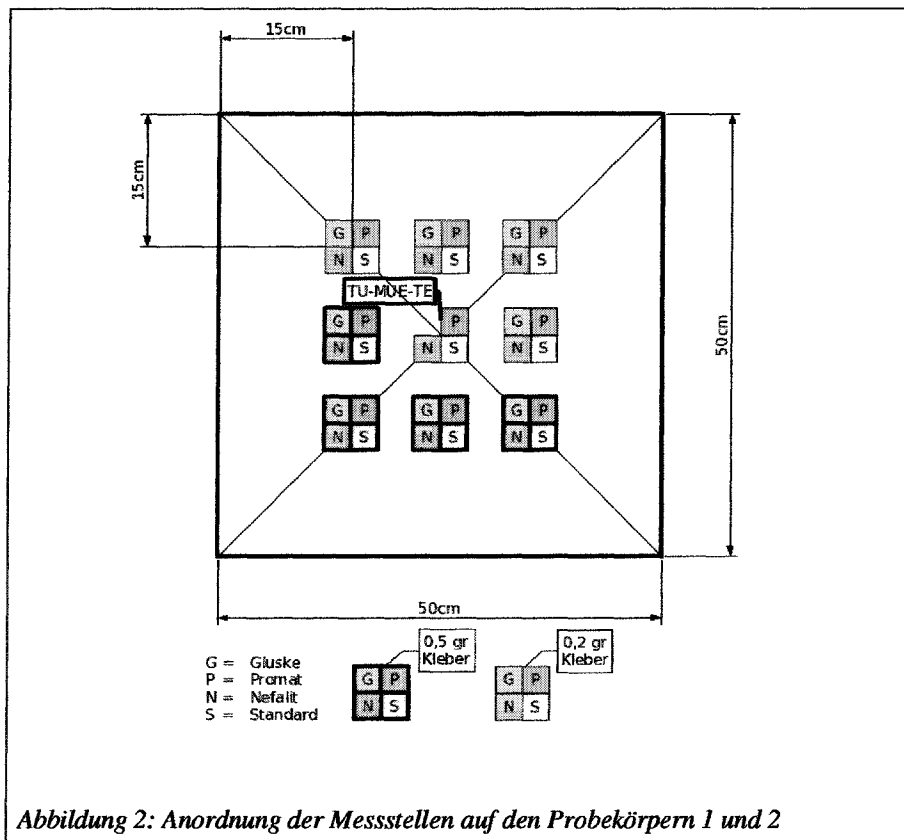 15cm
15cm
G P G P G P
N S N S N S
TU-MUE-TE
G P P G P
N S N S N S
50cm
G P G P G P
N S N S N S
50cm
0,5 gr
Kleber
0,2 gr
Kleber
G = Gluske
P = Promat
N = Nefalit
S = Standard
G P G P
N S N S
Abbildung 2: Anordnung der Messstellen auf den Probekörpern 1 und 2